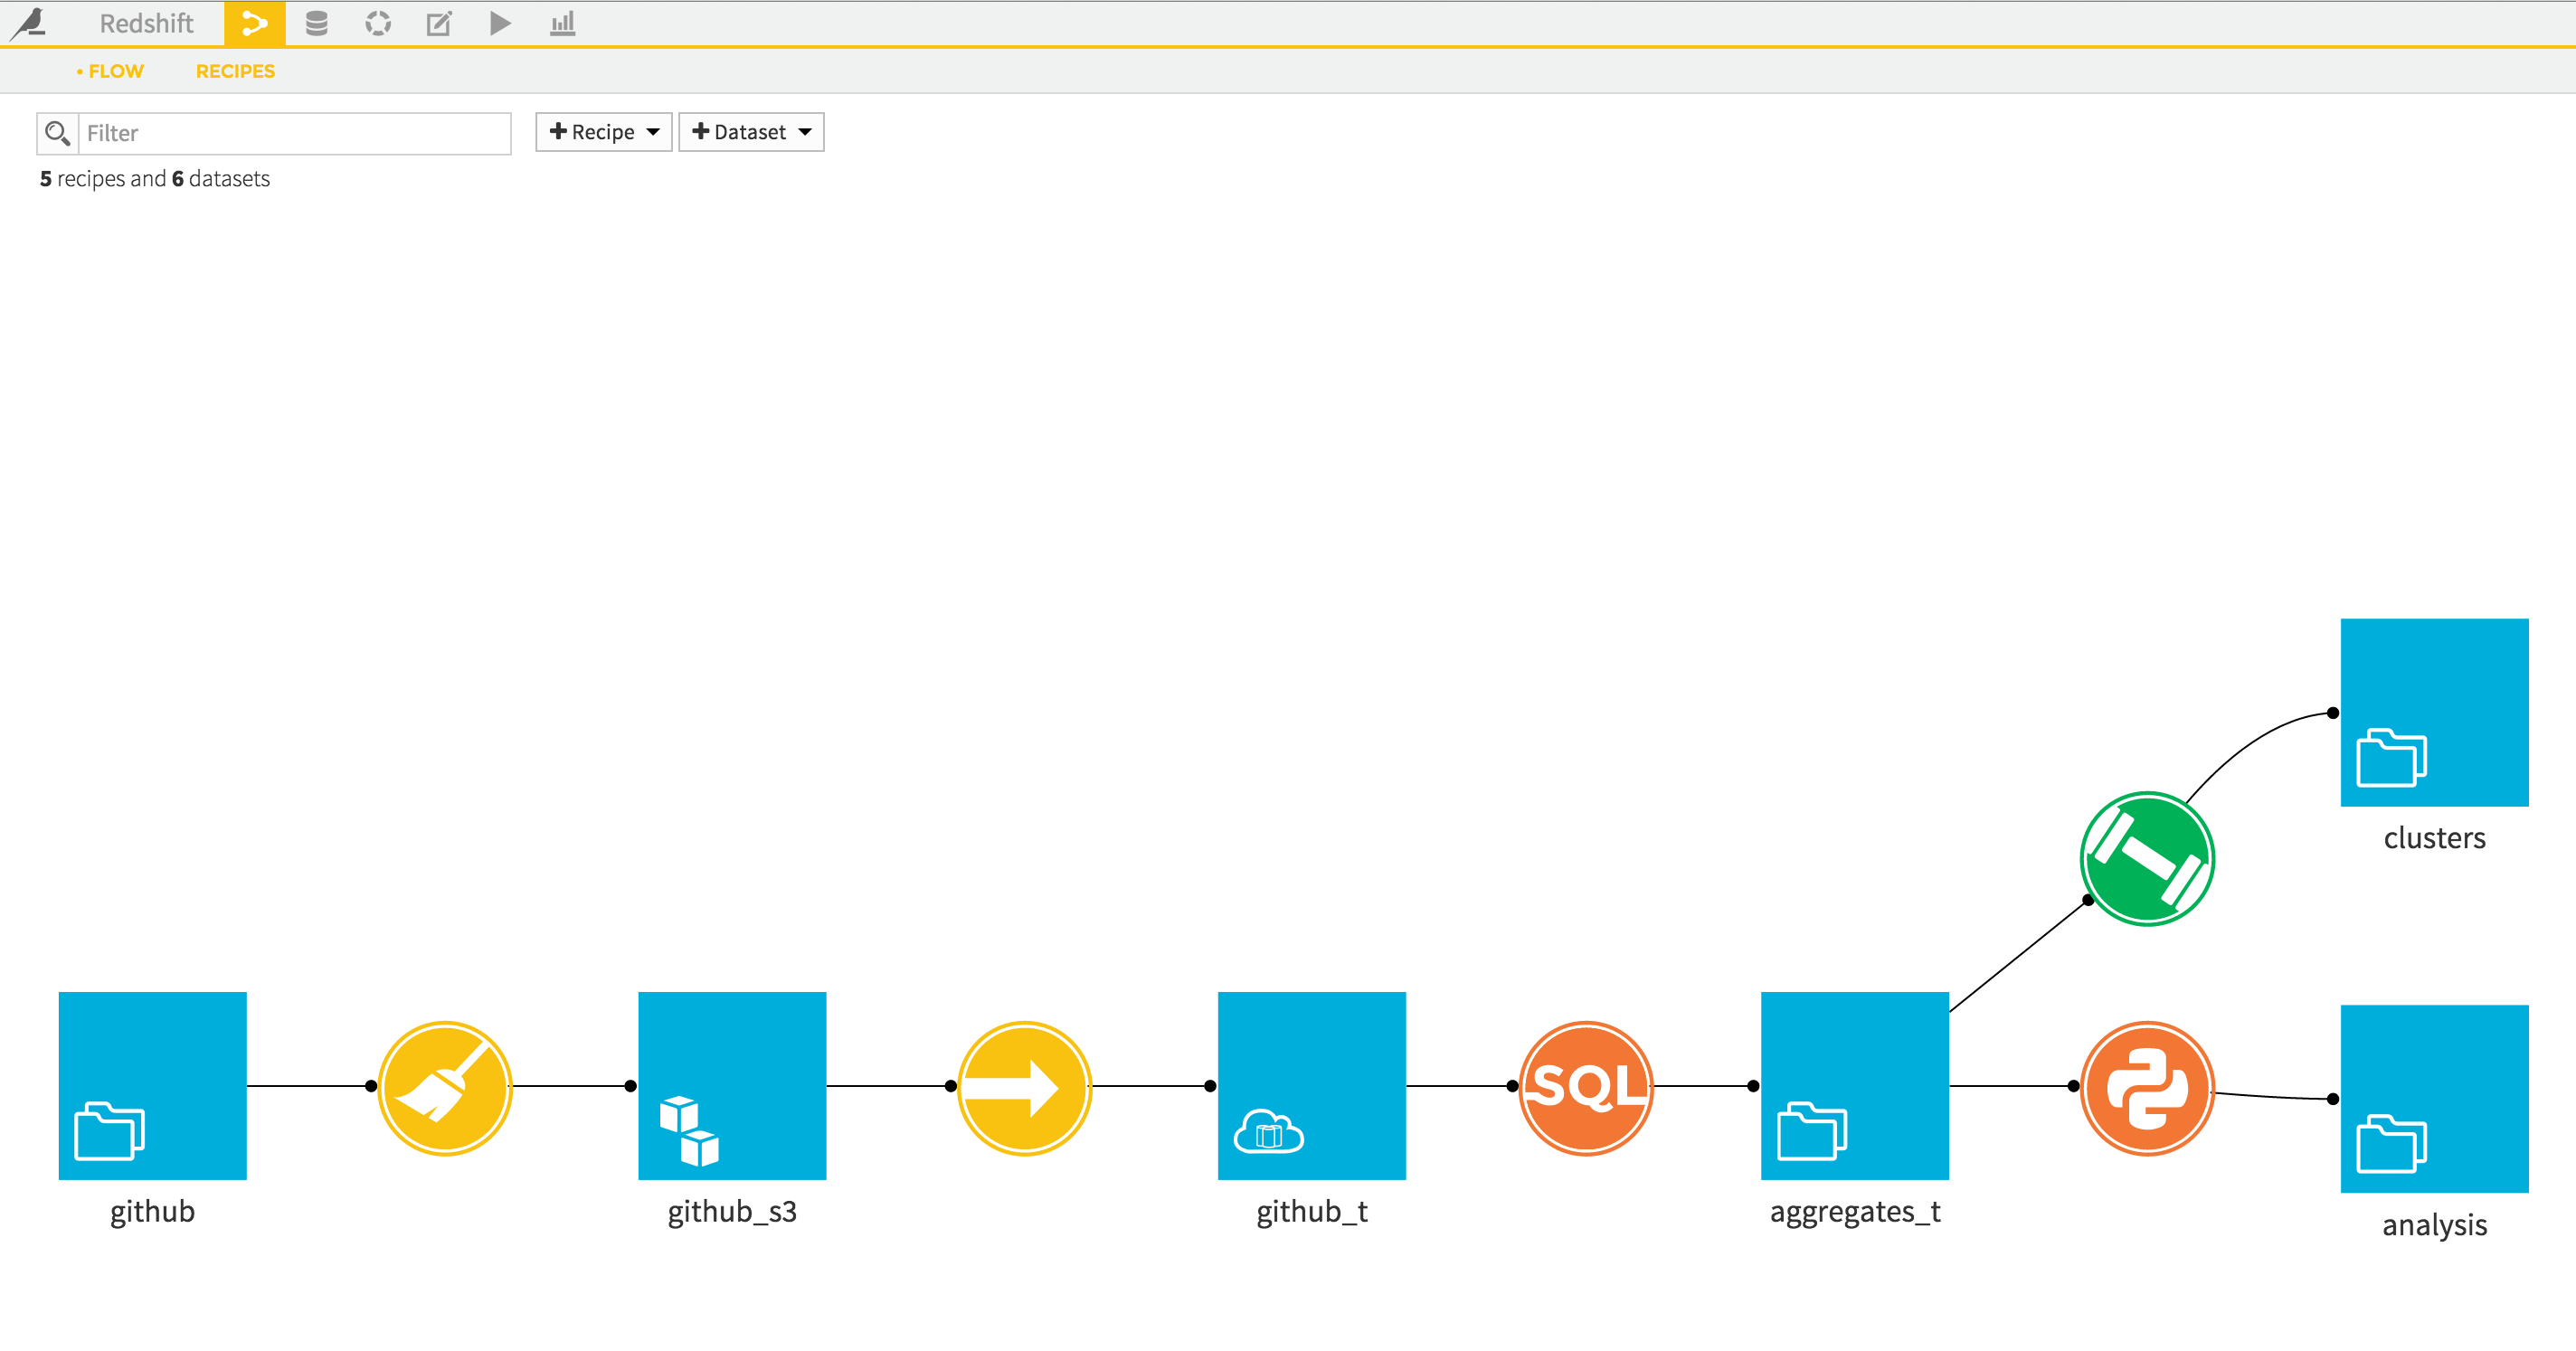 Redshift
• FLOW RECIPES
Filter
+ Recipe + Dataset
5 recipes and 6 datasets
clusters
SQL
github
github_s3
github_t
aggregates_t
analysis